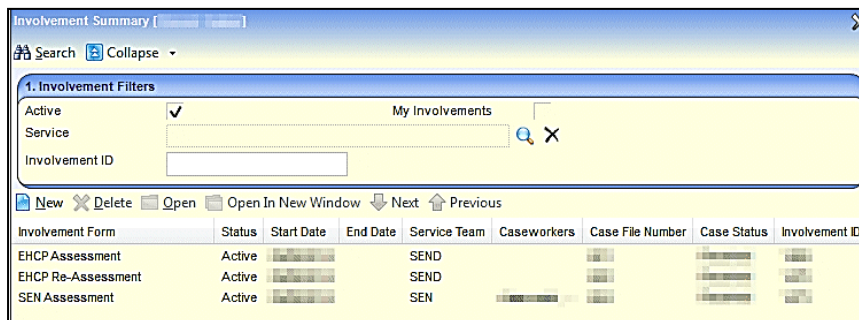 Involvement Summary [ ]
Search Collapse
1. Involvement Filters
Active My Involvements
Service
Involvement ID
New Delete Open Open In New Window Next Previous
Involvement Form Status Start Date End Date Service Team Caseworkers Case File Number Case Status Involvement ID
EHCP Assessment Active SEND
EHCP Re-Assessment Active SEND
SEN Assessment Active SEN